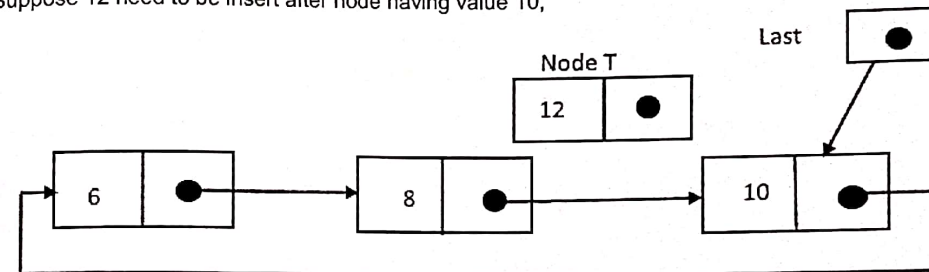 Suppose 12 need to be insert after node having value 10,
Last
Node T
12
6
8
10